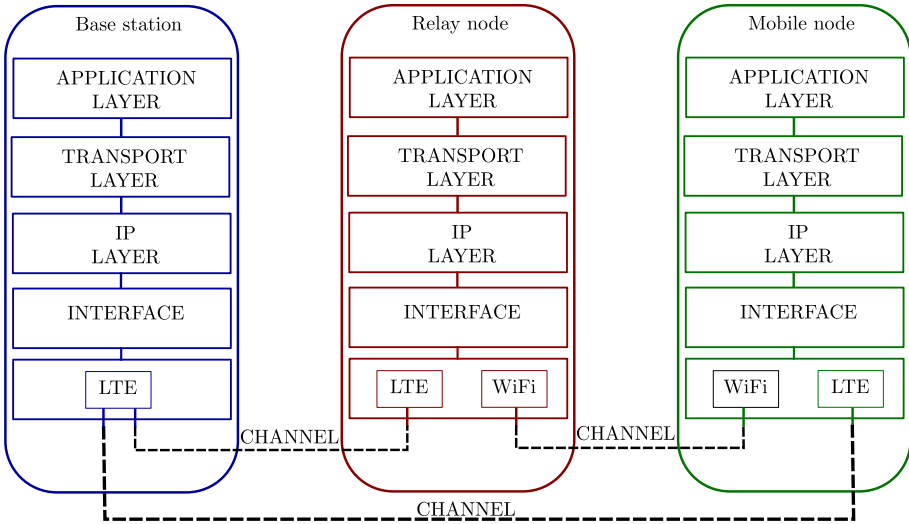 Base station
APPLICATION
LAYER
TRANSPORT
LAYER
IP
LAYER
INTERFACE
LTE
Relay node
APPLICATION
LAYER
TRANSPORT
LAYER
IP
LAYER
INTERFACE
LTE
WiFi
Mobile node
APPLICATION
LAYER
TRANSPORT
LAYER
IP
LAYER
INTERFACE
WiFi
LTE
CHANNEL
CHANNEL
CHANNEL